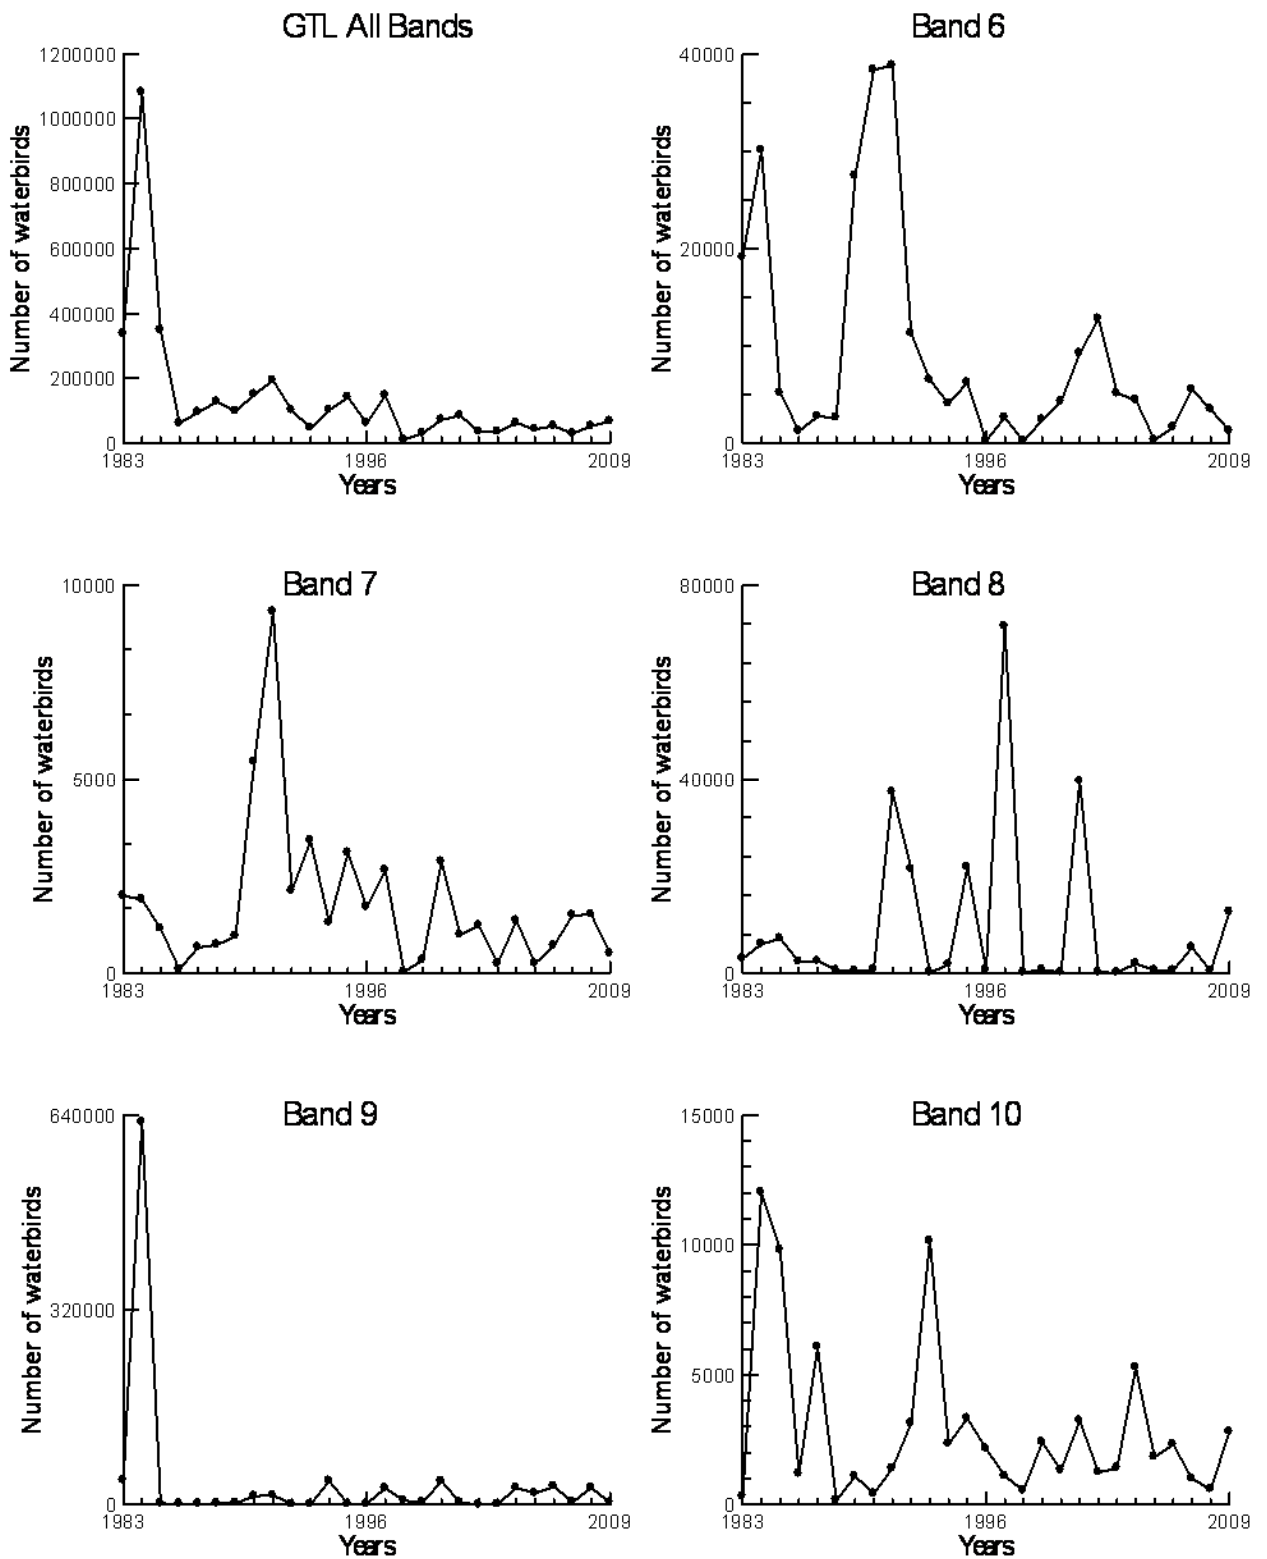 GTL All Bands
1200000
1000000
800000
600000
400000
200000
0
Number of waterbirds
1983
1996
2009
Years
Band 6
40000
20000
0
Number of waterbirds
1983
1996
2009
Years
Band 7
10000
5000
0
Number of waterbirds
1983
1996
2009
Years
Band 8
80000
40000
0
Number of waterbirds
1983
1996
2009
Years
Band 9
640000
320000
0
Number of waterbirds
1983
1996
2009
Years
Band 10
15000
10000
5000
0
Number of waterbirds
1983
1996
2009
Years